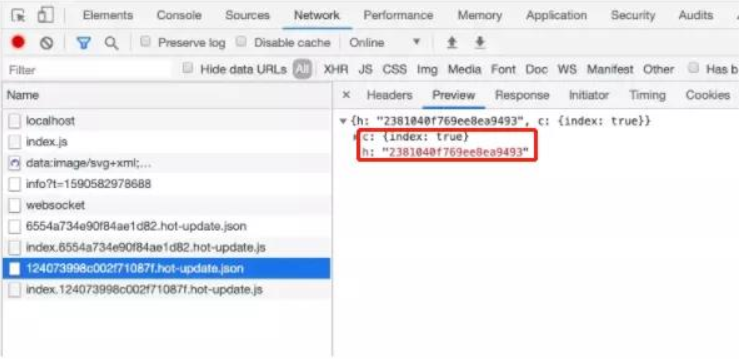 Elements Console Sources Network Performance Memory Application Security Audits
Preserve log Disable cache Online
Filter Hide data URLs All XHR JS CSS Img Media Font Doc WS Manifest Other Has b
Name
× Headers Preview Response Initiator Timing Cookies
localhost
index.js
data:image/svg+xml;...
info?t=1590582978688
websocket
6554a734e90f84ae1d82.hot-update.json
index.6554a734e90f84ae1d82.hot-update.js
124073998c002f71087f.hot-update.json
index.124073998c002f71087f.hot-update.js
{h: "2381040f769ee8ea9493", c: {index: true}}
c: {index: true}
h: "2381040f769ee8ea9493"